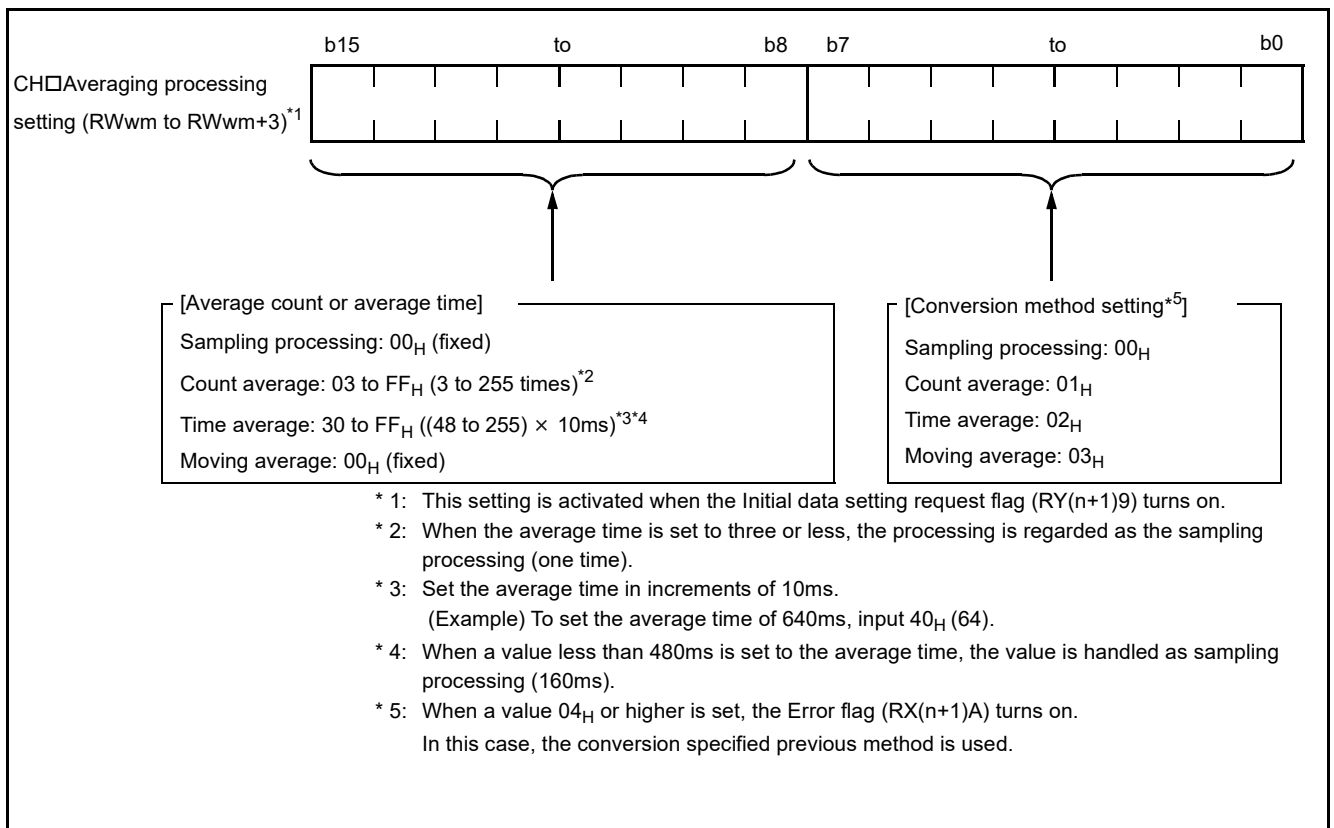 b15 to b8 b7 to b0
CH□Averaging processing
setting (RWwm to RWwm+3)*1
[Average count or average time]
Sampling processing: 00H (fixed)
Count average: 03 to FFH (3 to 255 times)*2
Time average: 30 to FFH ((48 to 255) × 10ms)*3*4
Moving average: 00H (fixed)
[Conversion method setting*5]
Sampling processing: 00H
Count average: 01H
Time average: 02H
Moving average: 03H
* 1: This setting is activated when the Initial data setting request flag (RY(n+1)9) turns on.
* 2: When the average time is set to three or less, the processing is regarded as the sampling
processing (one time).
* 3: Set the average time in increments of 10ms.
(Example) To set the average time of 640ms, input 40H (64).
* 4: When a value less than 480ms is set to the average time, the value is handled as sampling
processing (160ms).
* 5: When a value 04H or higher is set, the Error flag (RX(n+1)A) turns on.
In this case, the conversion specified previous method is used.